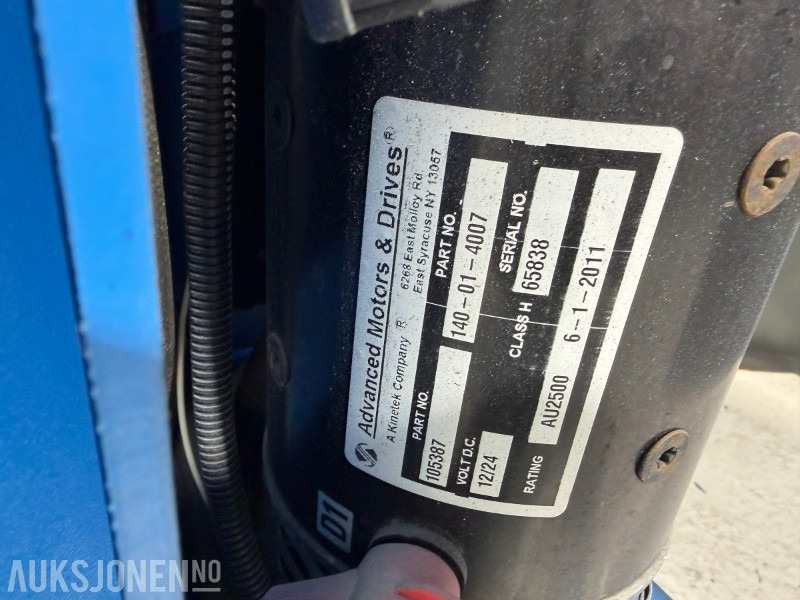 Advanced Motors & Drives®
A Kinetek Company ®
6268 East Molloy Rd.
East Syracuse NY 13057
PART NO. PART NO.
105387 140-01-4007
VOLT D.C. CLASS H SERIAL NO.
12/24 65838
RATING AU2500 6-1-2011
D1
AUKSJONEN.NO